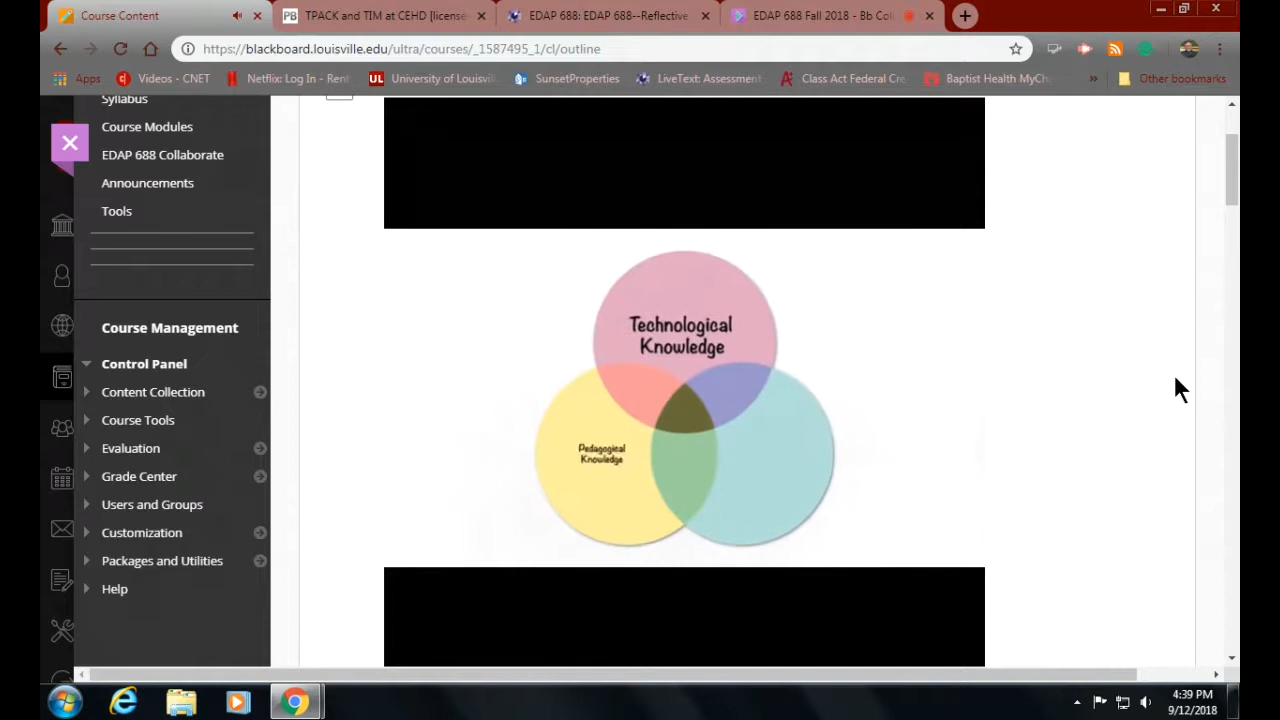 Course Content
PB TPACK and TIM at CEHD [license
EDAP 688: EDAP 688--Reflective
EDAP 688 Fall 2018 - Bb Col
https://blackboard.louisville.edu/ultra/courses/_1587495_1/cl/outline
Apps
Videos - CNET
Netflix: Log In - Rent
UL University of Louisvil
SunsetProperties
LiveText: Assessment
Class Act Federal Cre
Baptist Health MyCh
»
Other bookmarks
Syllabus
Course Modules
EDAP 688 Collaborate
Announcements
Tools
Course Management
Control Panel
Content Collection
Course Tools
Evaluation
Grade Center
Users and Groups
Customization
Packages and Utilities
Help
Technological
Knowledge
Pedagogical
Knowledge
4:39 PM
9/12/2018